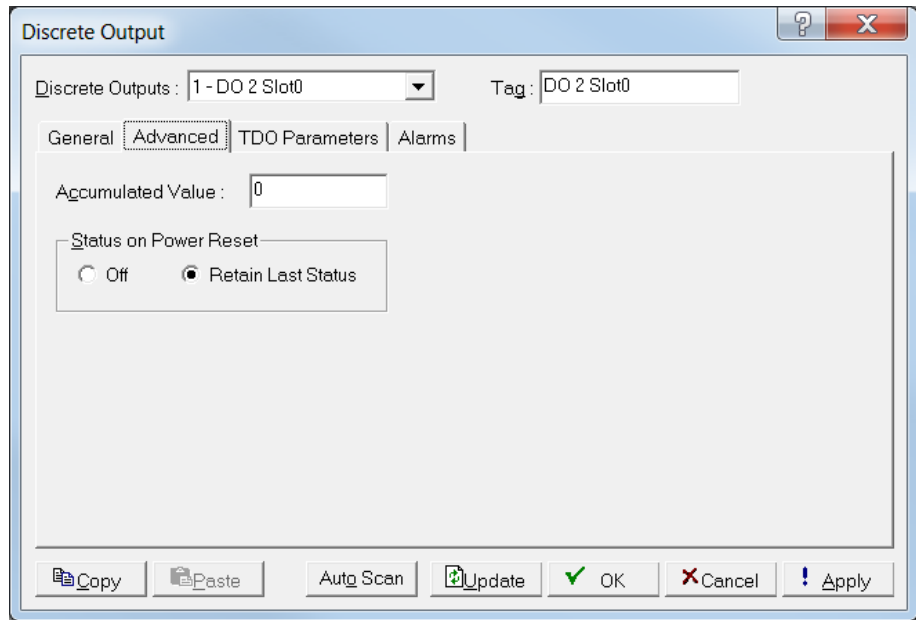 Discrete Output
Discrete Outputs : 1 - DO 2 Slot0 Tag : DO 2 Slot0
General Advanced TDO Parameters Alarms
Accumulated Value : 0
Status on Power Reset
Off Retain Last Status
Copy Paste Auto Scan Update OK Cancel ! Apply